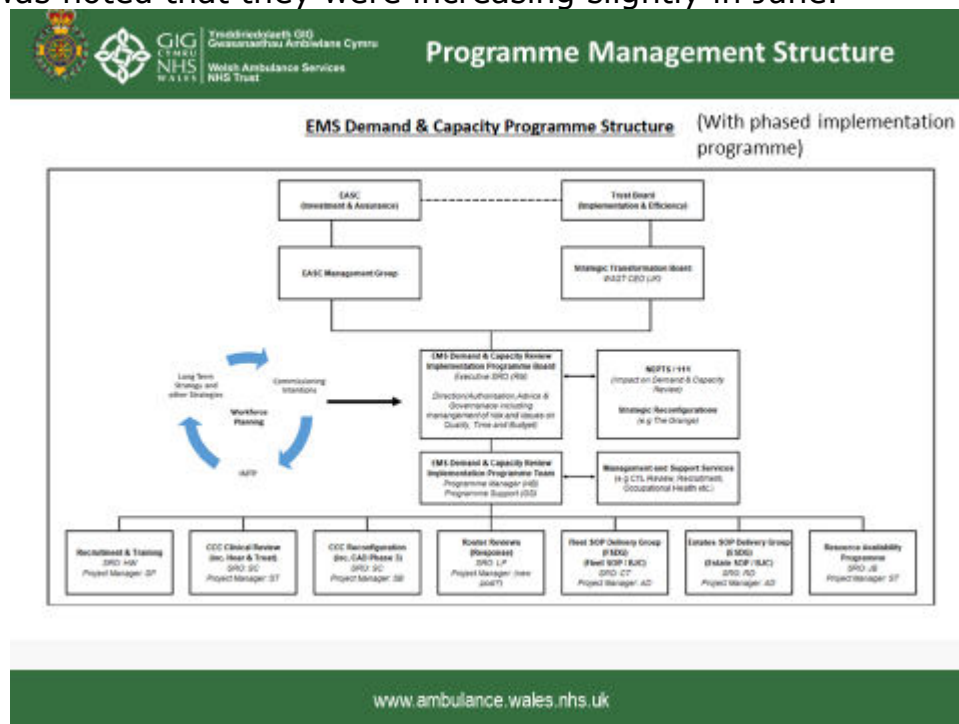 was noted that they were increasing slightly in June.
GIG
CYMRU
NHS
WALES
Ymddiriedolaeth GIG
Gwasanaethau Ambiwlans Cymru
Welsh Ambulance Services
NHS Trust
Programme Management Structure
EMS Demand & Capacity Programme Structure
(With phased implementation
programme)
EASC
(Investment & Assurance)
Trust Board
(Implementation & Efficiency)
EASC Management Group
Strategic Transformation Board
WAST CEO (JK)
Long Term
Strategy and
other Strategies
Commissioning
Intentions
Workforce
Planning
IMTP
EMS Demand & Capacity Review
Implementation Programme Board
Executive SRO (RB)
Direction/Authorisation, Advice &
Governance including
management of risk and issues on
Quality, Time and Budget)
NEPTS / 111
(Impact on Demand & Capacity
Review)
Strategic Reconfigurations
(e.g The Grange)
EMS Demand & Capacity Review
Implementation Programme Team
Programme Manager (HB)
Programme Support (GG)
Management and Support Services
(e.g CTL Review, Recruitment,
Occupational Health etc.)
Recruitment & Training
SRO: HW
Project Manager: GP
CCC Clinical Review
(Inc. Hear & Treat)
SRO: SC
Project Manager: ST
CCC Reconfiguration
(Inc. CAD Phase 3)
SRO: SC
Project Manager: SB
Roster Reviews
(Response)
SRO: LP
Project Manager: (new
post?)
Fleet SOP Delivery Group
(FSDG)
(Fleet SOP / BJC)
SRO: CT
Project Manager: AD
Estates SOP Delivery Group
(ESDG)
(Estate SOP / BJC)
SRO: RD
Project Manager: AD
Resource Availability
Programme
SRO: JB
Project Manager: ST
www.ambulance.wales.nhs.uk